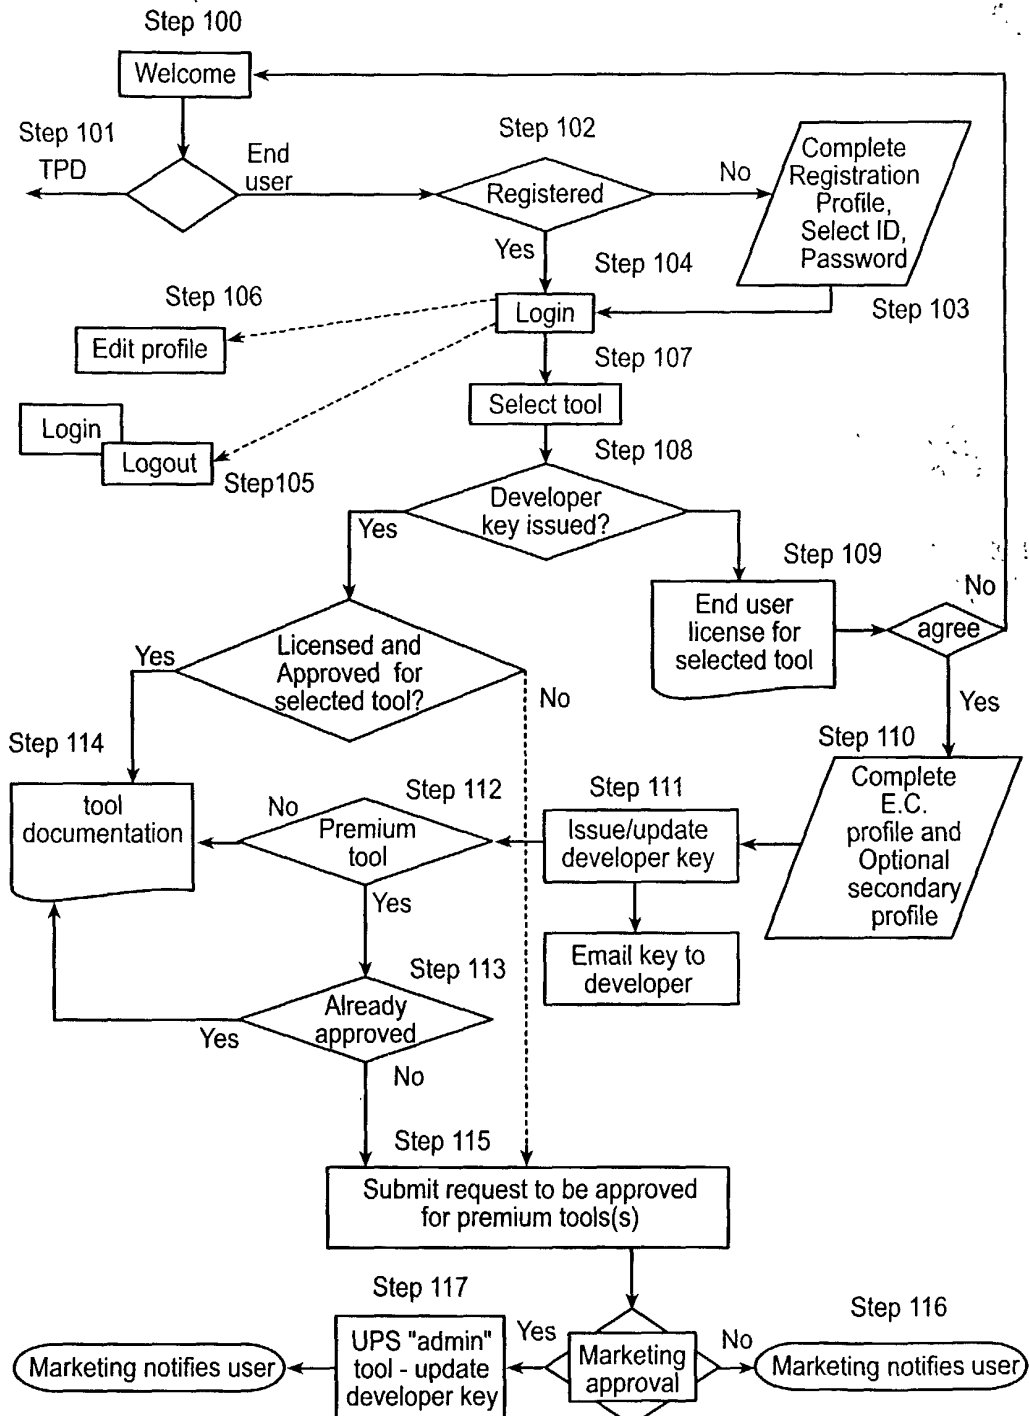 Step 100
Welcome
Step 101
TPD
End
user
Step 102
Registered
No
Complete
Registration
Profile,
Select ID,
Password
Yes
Step 104
Step 103
Step 106
Login
Edit profile
Step 107
Select tool
Login
Logout
Step105
Step 108
Developer
key issued?
Yes
Step 109
End user
license for
selected tool
agree
No
Yes
Licensed and
Approved for
selected tool?
Yes
No
Step 110
Complete
E.C.
profile and
Optional
secondary
profile
Step 114
tool
documentation
No
Step 112
Premium
tool
Step 111
Issue/update
developer key
Yes
Email key to
developer
Step 113
Already
approved
Yes
No
Step 115
Submit request to be approved
for premium tools(s)
Step 117
UPS "admin"
tool - update
developer key
Yes
Marketing
approval
No
Step 116
Marketing notifies user
Marketing notifies user